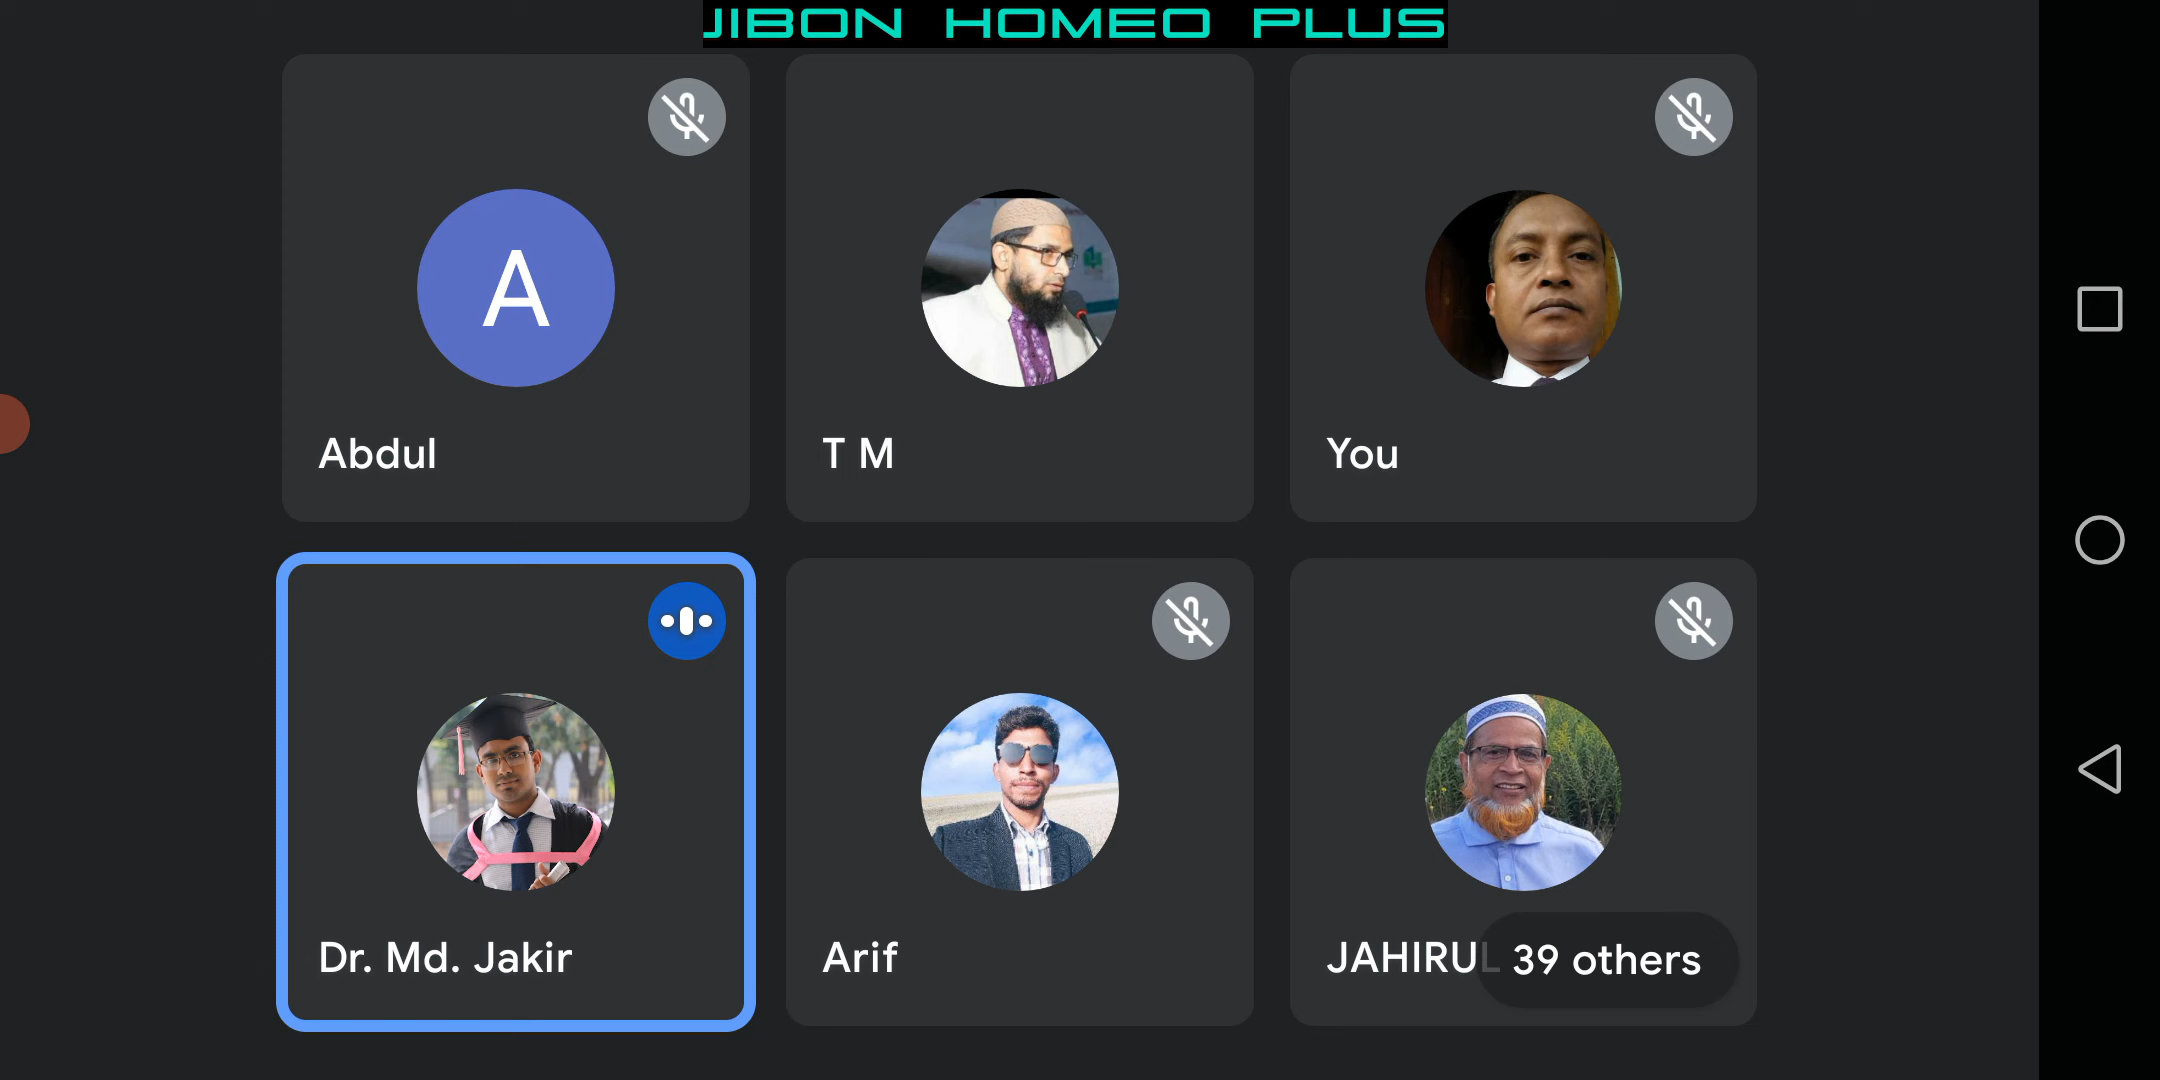 JIBON HOMEO PLUS
A
Abdul
T M
You
Dr. Md. Jakir
Arif
JAHIRUL
39 others